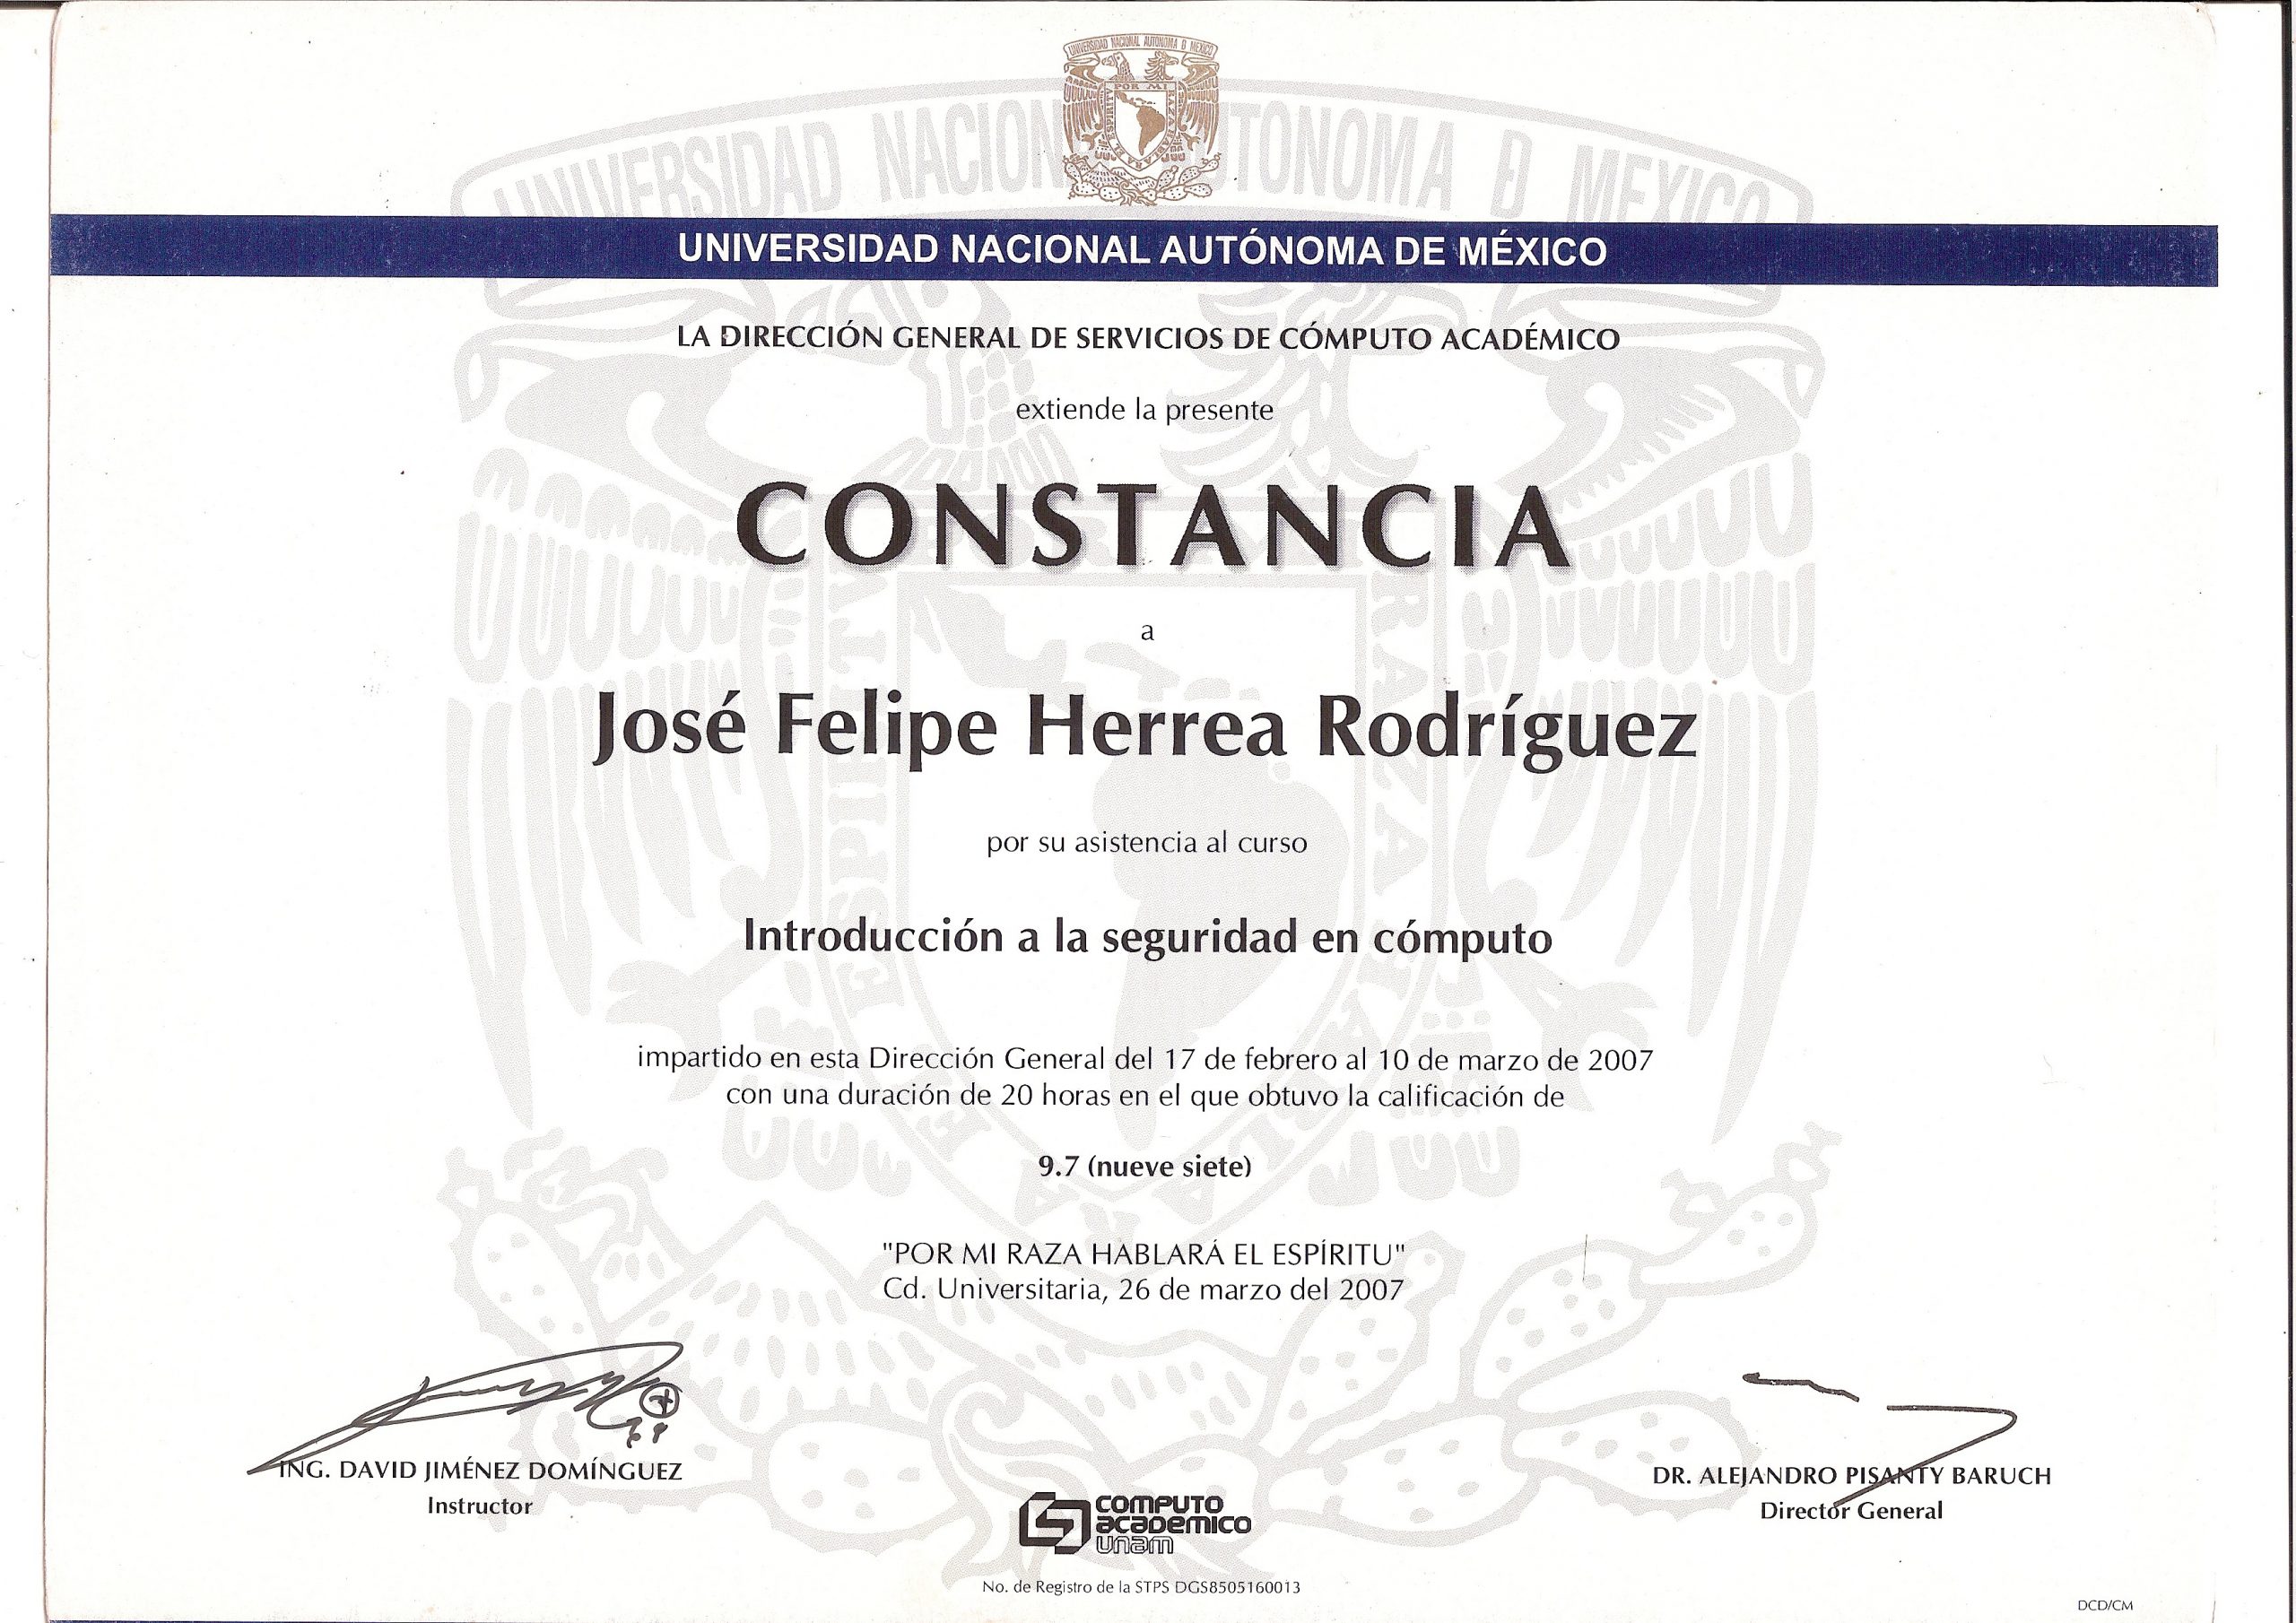 UNIVERSIDAD NACIONAL AUTONOMA D MEXICO
POR MI RAZA HABLARA EL ESPIRITU
UNIVERSIDAD NACIONAL AUTÓNOMA DE MÉXICO
LA DIRECCIÓN GENERAL DE SERVICIOS DE CÓMPUTO ACADÉMICO
extiende la presente
CONSTANCIA
a
José Felipe Herrea Rodríguez
por su asistencia al curso
Introducción a la seguridad en cómputo
impartido en esta Dirección General del 17 de febrero al 10 de marzo de 2007
con una duración de 20 horas en el que obtuvo la calificación de
9.7 (nueve siete)
"POR MI RAZA HABLARÁ EL ESPÍRITU"
Cd. Universitaria, 26 de marzo del 2007
ING. DAVID JIMÉNEZ DOMÍNGUEZ
Instructor
DR. ALEJANDRO PISANTY BARUCH
Director General
COMPUTO
ACADEMICO
UNAM
No. de Registro de la STPS DGS8505160013
DCD/CM